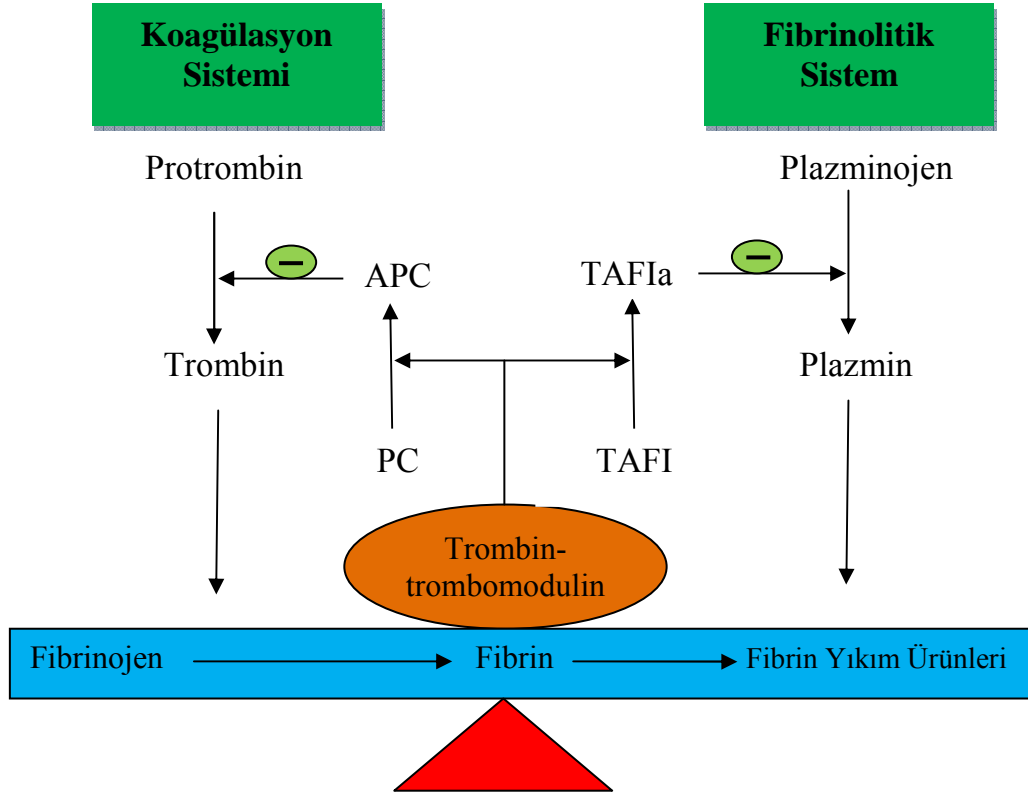 Koagülasyon
Sistemi
Fibrinolitik
Sistem
Protrombin
Plazminojen
−
−
APC
TAFIa
Trombin
Plazmin
PC
TAFI
Trombin-
trombomodulin
Fibrinojen
Fibrin
Fibrin Yıkım Ürünleri